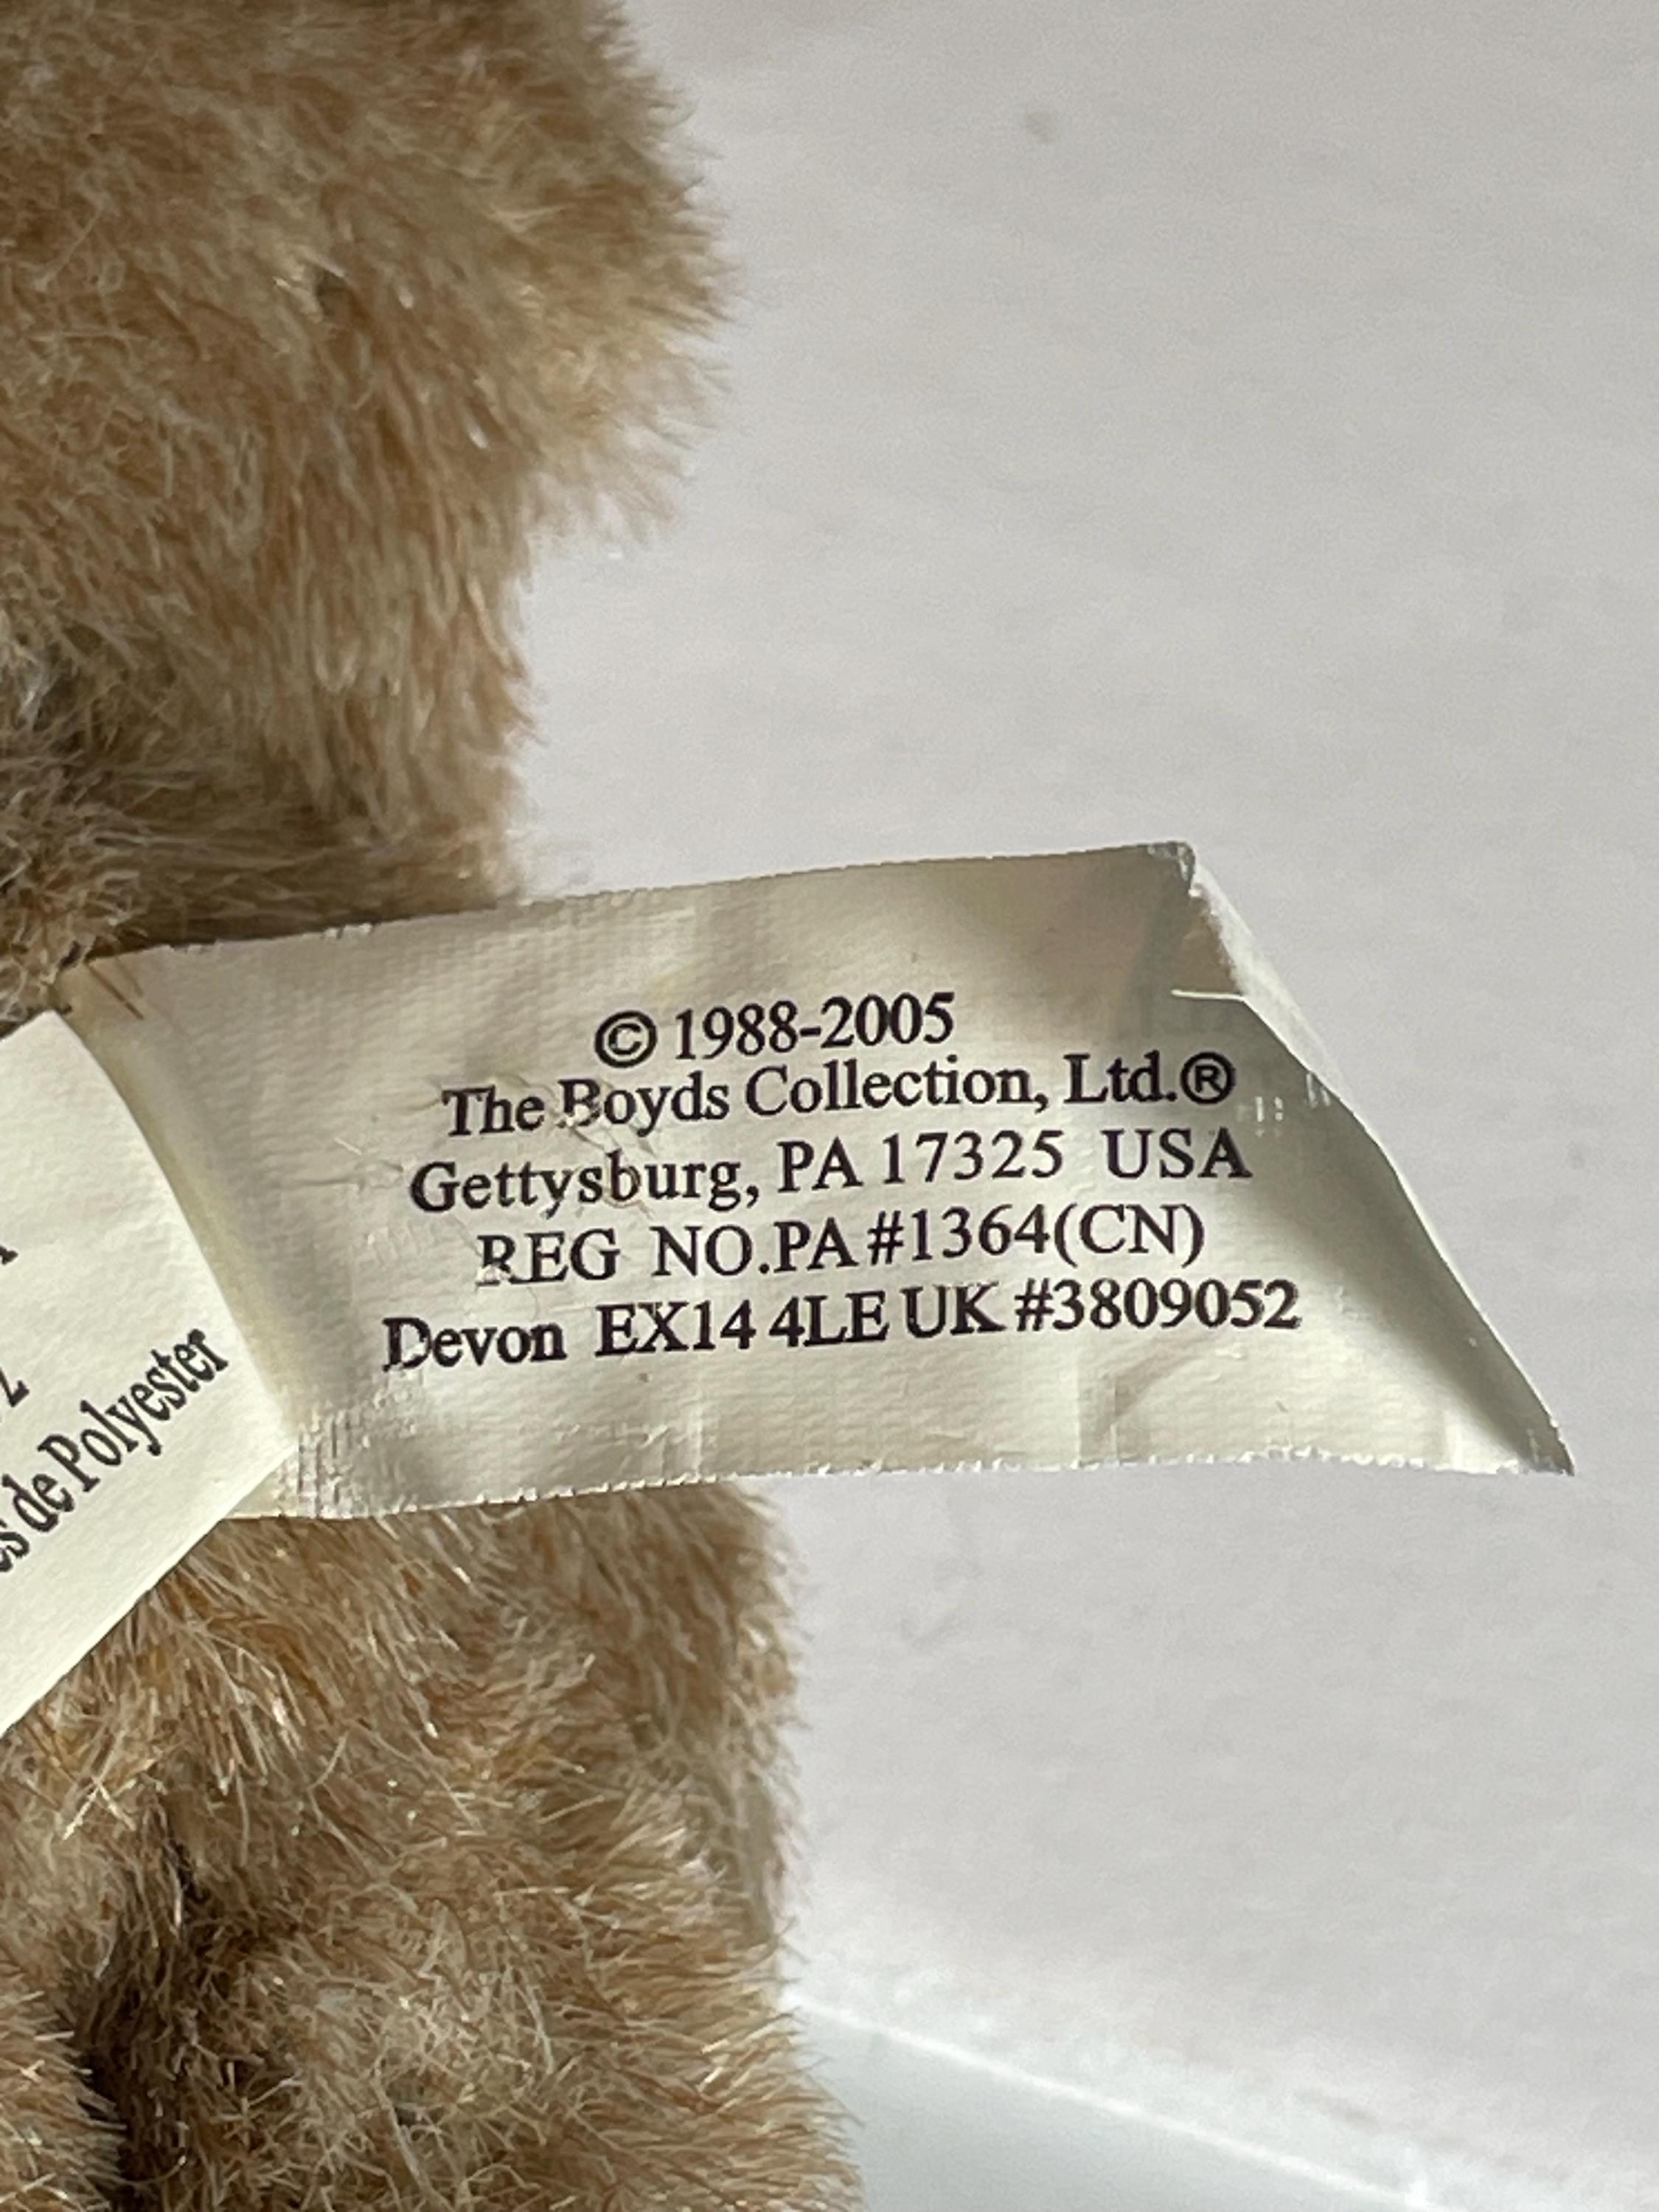 © 1988-2005
The Boyds Collection, Ltd.®
Gettysburg, PA 17325 USA
REG NO.PA #1364(CN)
Devon EX14 4LE UK #3809052
de Polyester